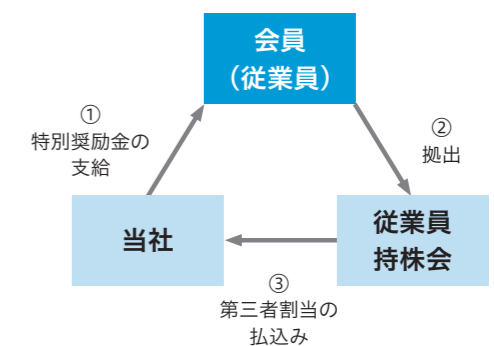 会員
（従業員）
①
特別奨励金の
支給
②
拠出
当社
従業員
持株会
③
第三者割当の
払込み